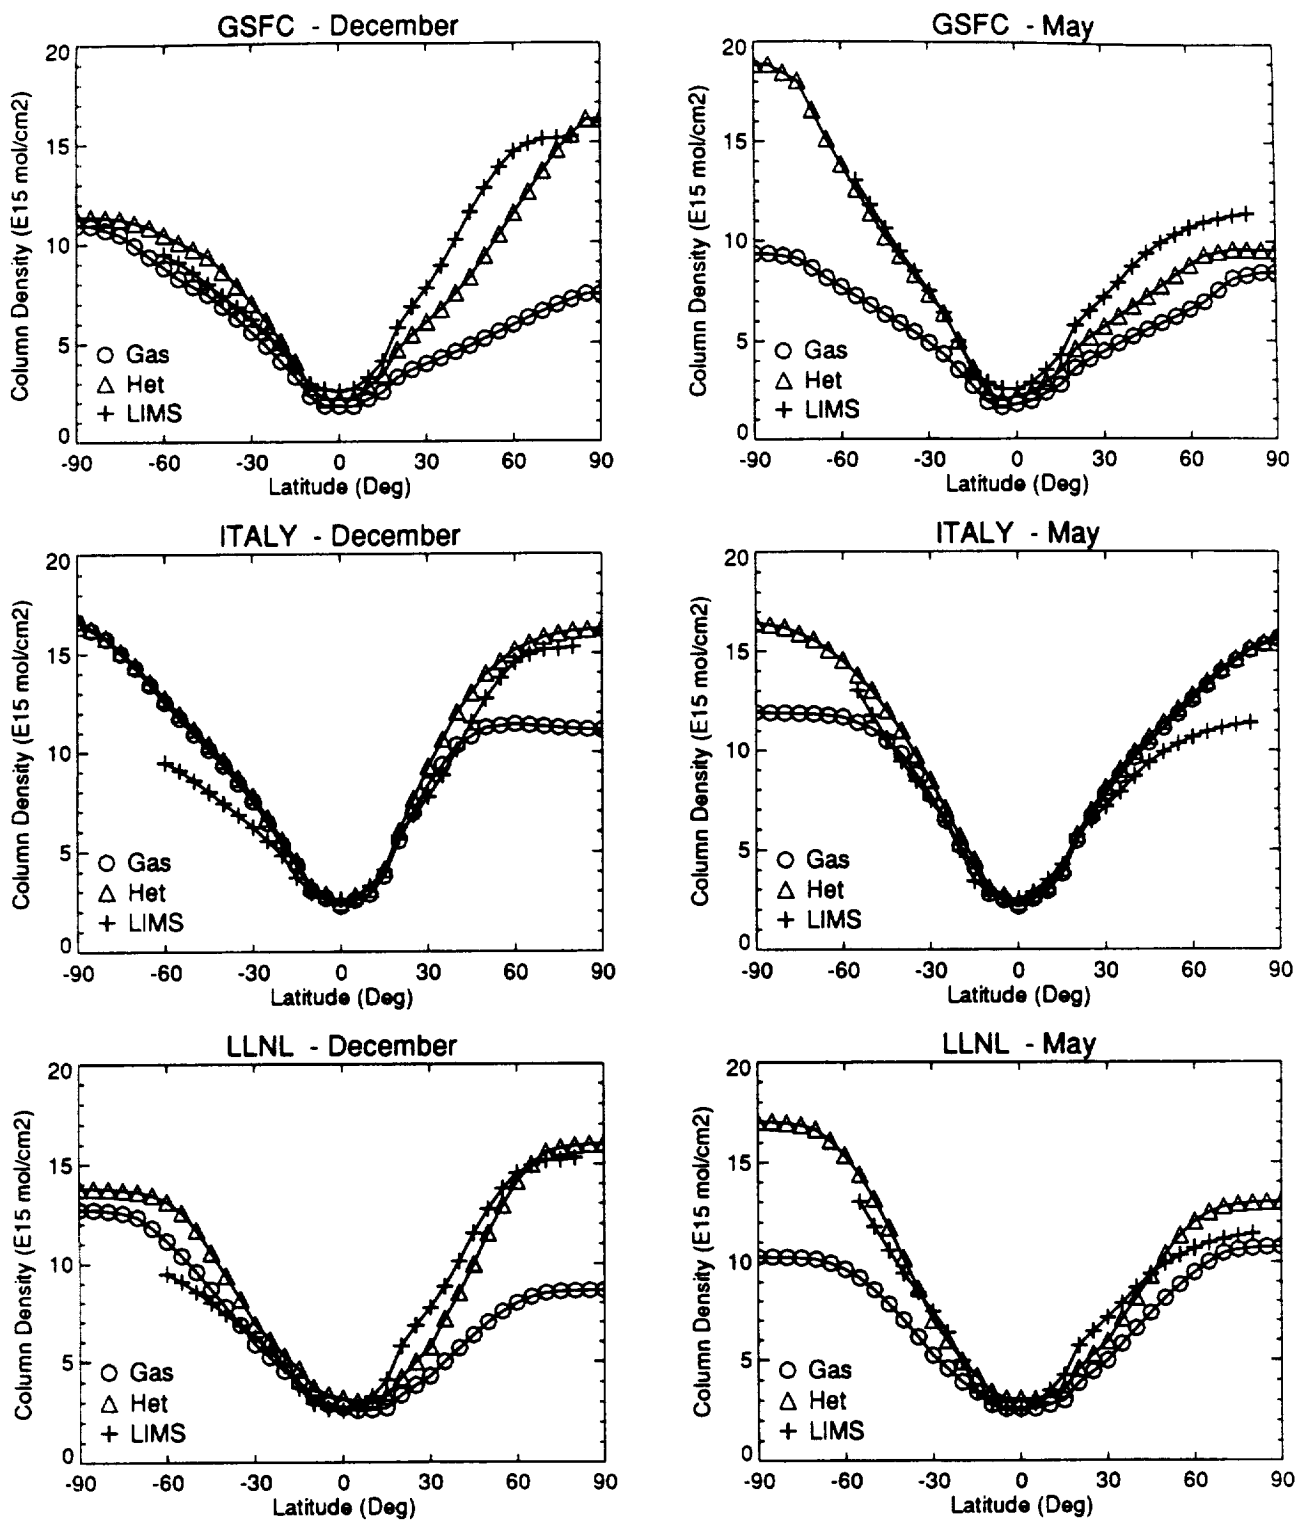 GSFC - December
20
15
10
5
0
Column Density (E15 mol/cm2)
Gas
Het
LIMS
-90 -60 -30 0 30 60 90
Latitude (Deg)
GSFC - May
20
15
10
5
0
Column Density (E15 mol/cm2)
Gas
Het
LIMS
-90 -60 -30 0 30 60 90
Latitude (Deg)
ITALY - December
20
15
10
5
0
Column Density (E15 mol/cm2)
Gas
Het
LIMS
-90 -60 -30 0 30 60 90
Latitude (Deg)
ITALY - May
20
15
10
5
0
Column Density (E15 mol/cm2)
Gas
Het
LIMS
-90 -60 -30 0 30 60 90
Latitude (Deg)
LLNL - December
20
15
10
5
0
Column Density (E15 mol/cm2)
Gas
Het
LIMS
-90 -60 -30 0 30 60 90
Latitude (Deg)
LLNL - May
20
15
10
5
0
Column Density (E15 mol/cm2)
Gas
Het
LIMS
-90 -60 -30 0 30 60 90
Latitude (Deg)